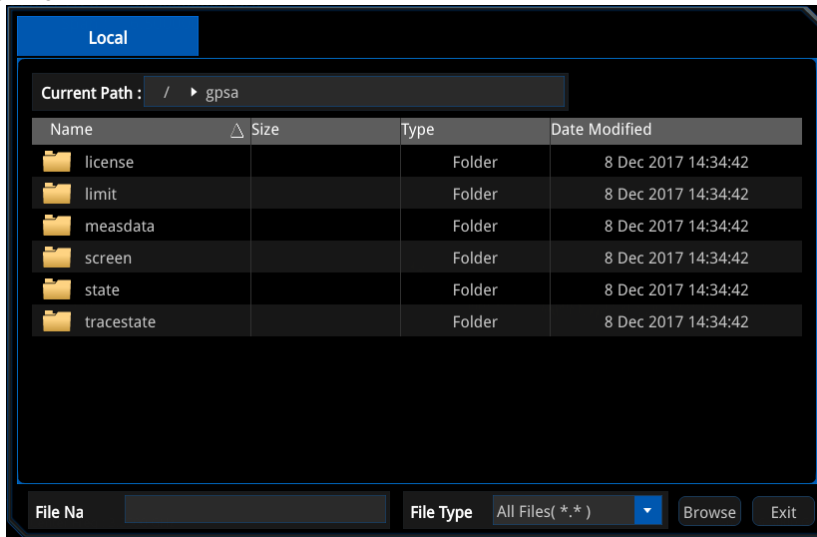 Local
Current Path : / gpsa
Name Size Type Date Modified
license Folder 8 Dec 2017 14:34:42
limit Folder 8 Dec 2017 14:34:42
measdata Folder 8 Dec 2017 14:34:42
screen Folder 8 Dec 2017 14:34:42
state Folder 8 Dec 2017 14:34:42
tracestate Folder 8 Dec 2017 14:34:42
File Na File Type All Files( *.* ) Browse Exit